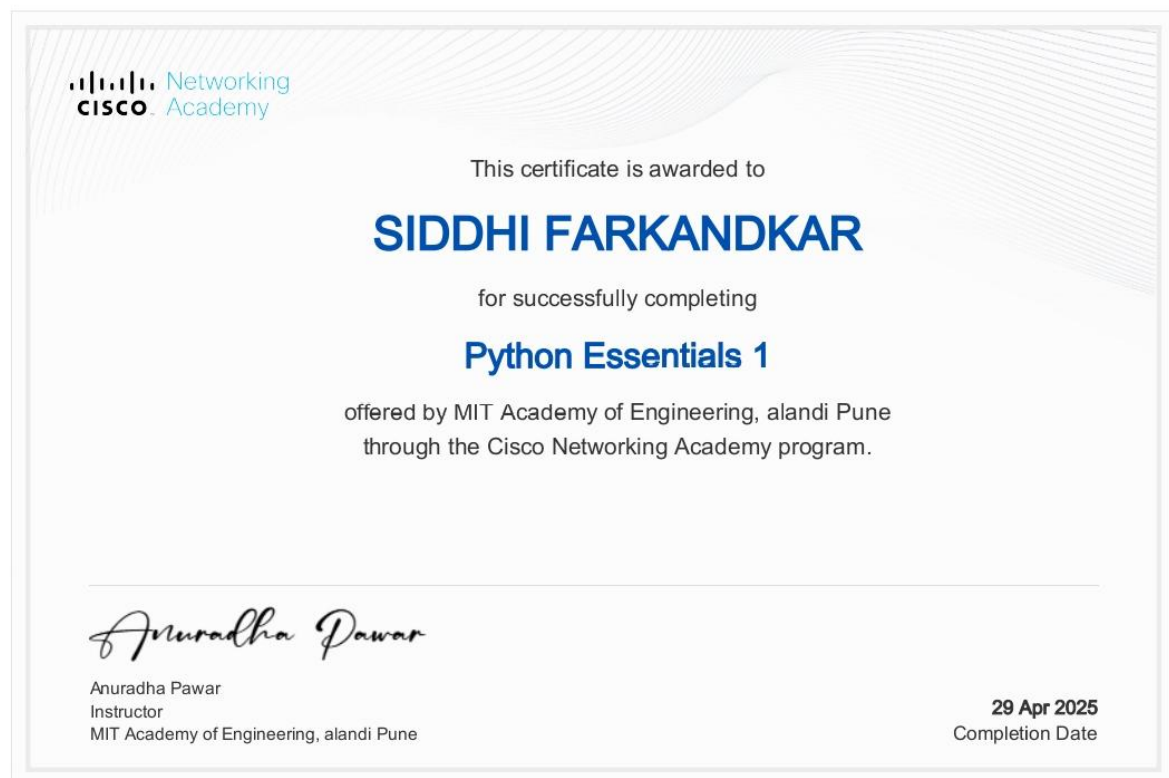 Networking
CISCO Academy
This certificate is awarded to
SIDDHI FARKANDKAR
for successfully completing
Python Essentials 1
offered by MIT Academy of Engineering, alandi Pune
through the Cisco Networking Academy program.
Anuradha Pawar
Anuradha Pawar
Instructor
MIT Academy of Engineering, alandi Pune
29 Apr 2025
Completion Date